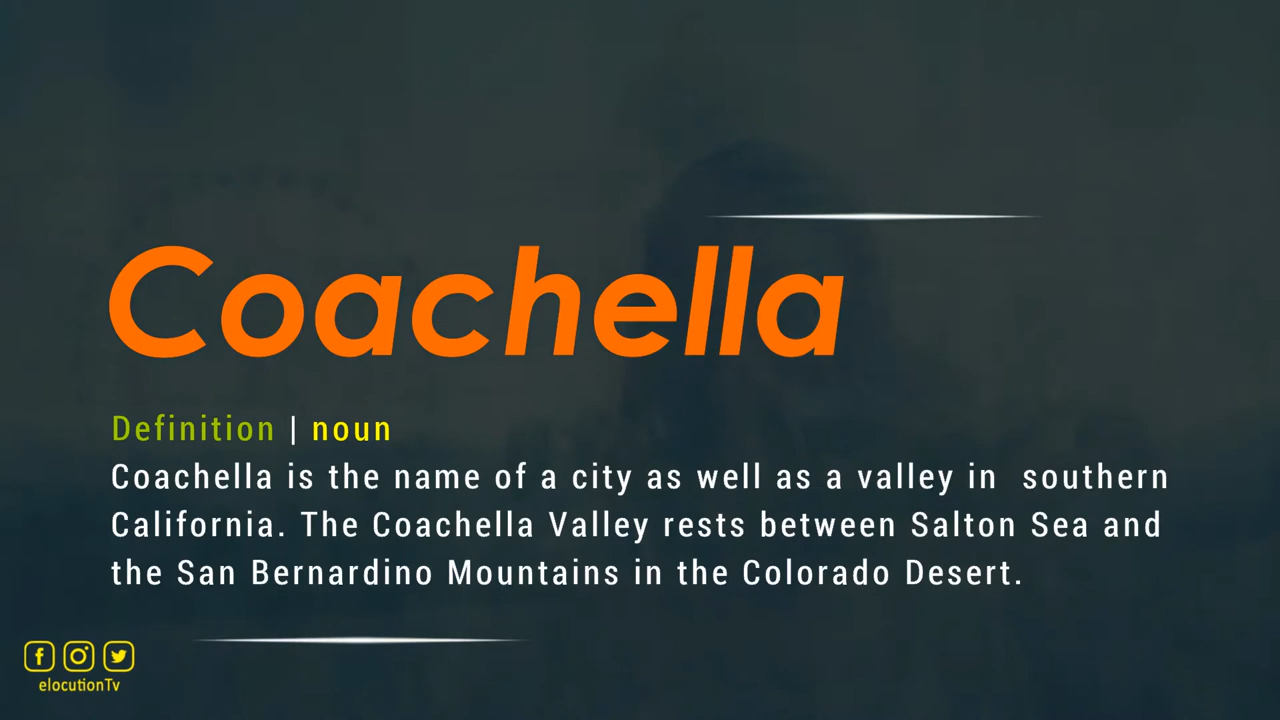 Coachella
Definition | noun
Coachella is the name of a city as well as a valley in southern
California. The Coachella Valley rests between Salton Sea and
the San Bernardino Mountains in the Colorado Desert.
elocutionTv